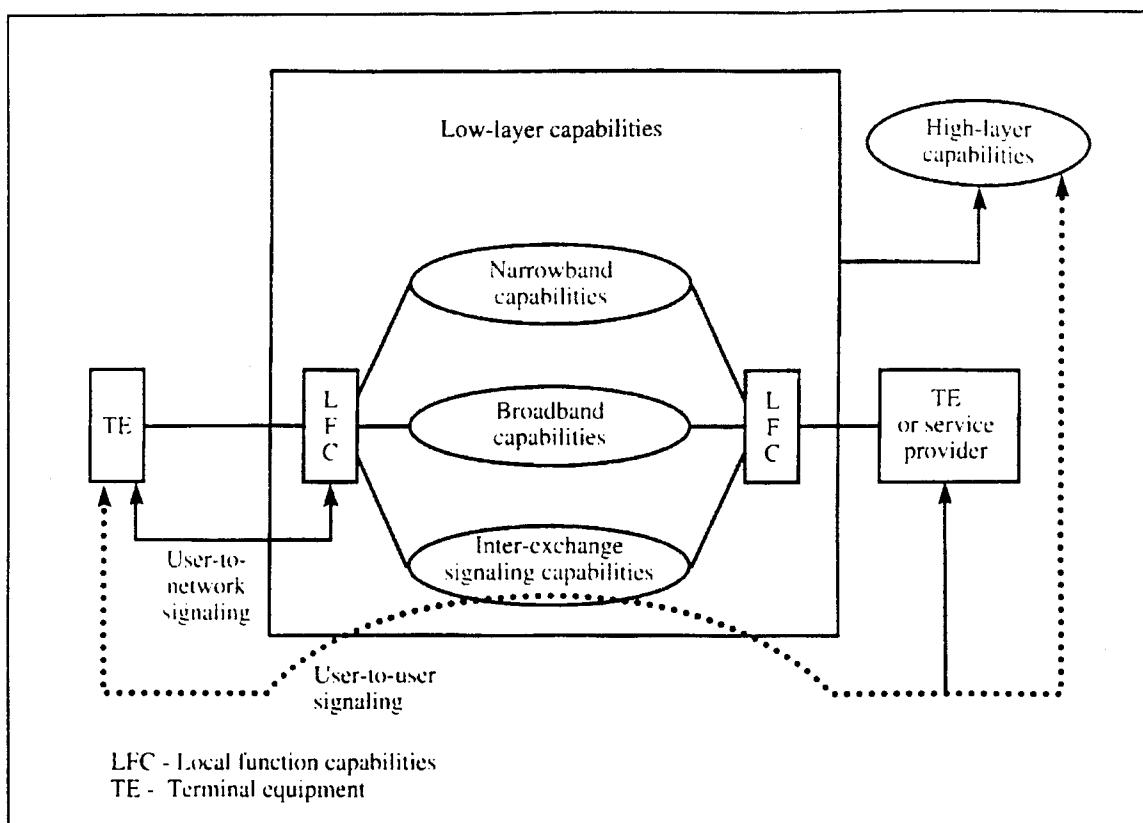 Low-layer capabilities
High-layer
capabilities
Narrowband
capabilities
TE
L
F
C
Broadband
capabilities
L
F
C
TE
or service
provider
Inter-exchange
signaling capabilities
User-to-
network
signaling
User-to-user
signaling
LFC - Local function capabilities
TE - Terminal equipment